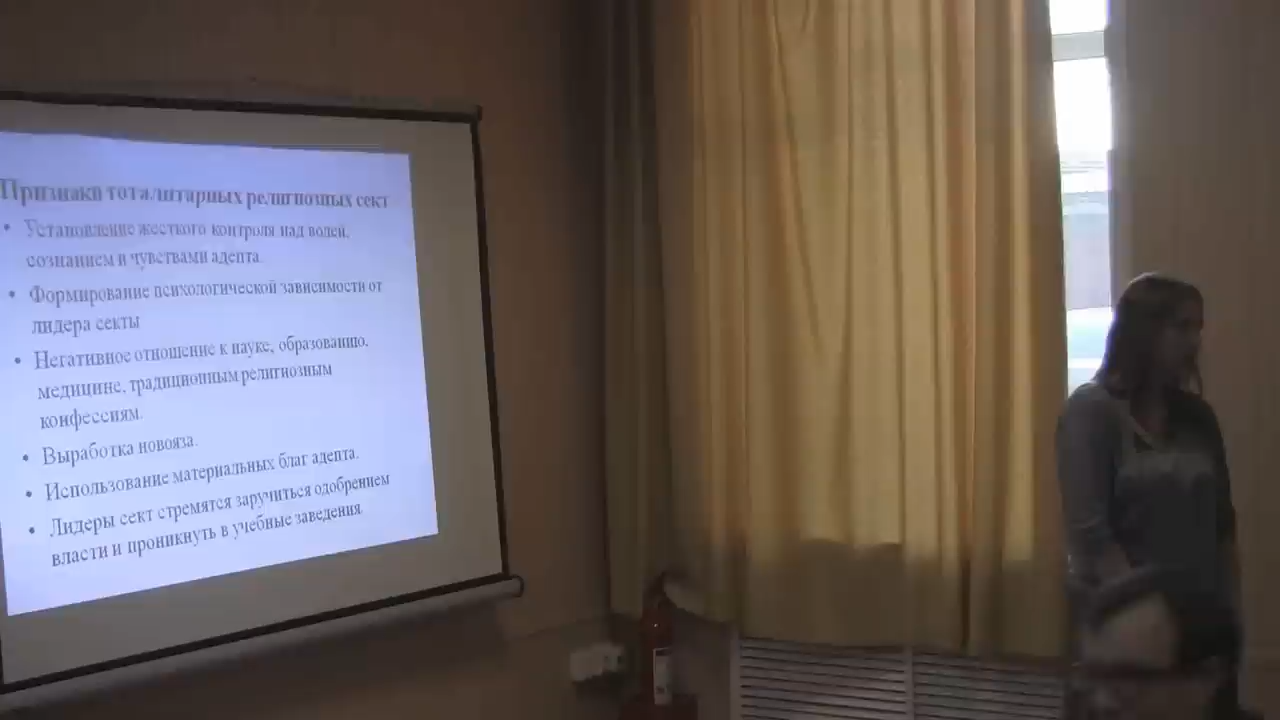 Признаки тоталитарных религиозных сект
• Установление жесткого контроля над волей,
сознанием и чувствами адепта.
• Формирование психологической зависимости от
лидера секты
• Негативное отношение к науке, образованию,
медицине, традиционным религиозным
конфессиям.
• Выработка новояза.
• Использование материальных благ адепта.
• Лидеры сект стремятся заручиться одобрением
власти и проникнуть в учебные заведения.